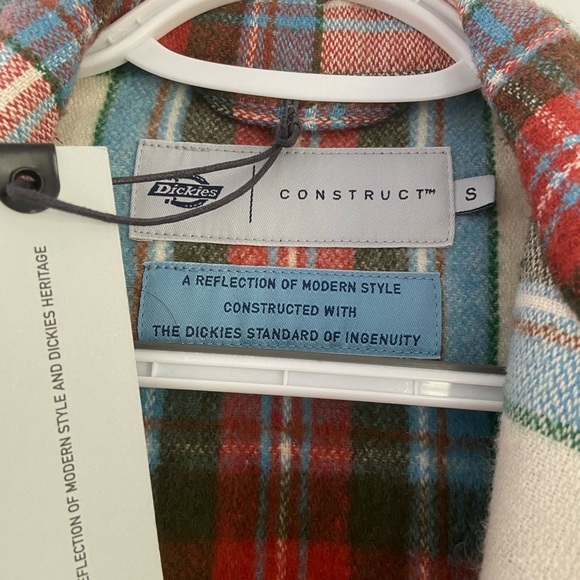 Dickies
CONSTRUCT™
S
A REFLECTION OF MODERN STYLE
CONSTRUCTED WITH
THE DICKIES STANDARD OF INGENUITY
EFLECTION OF MODERN STYLE AND DICKIES HERITAGE